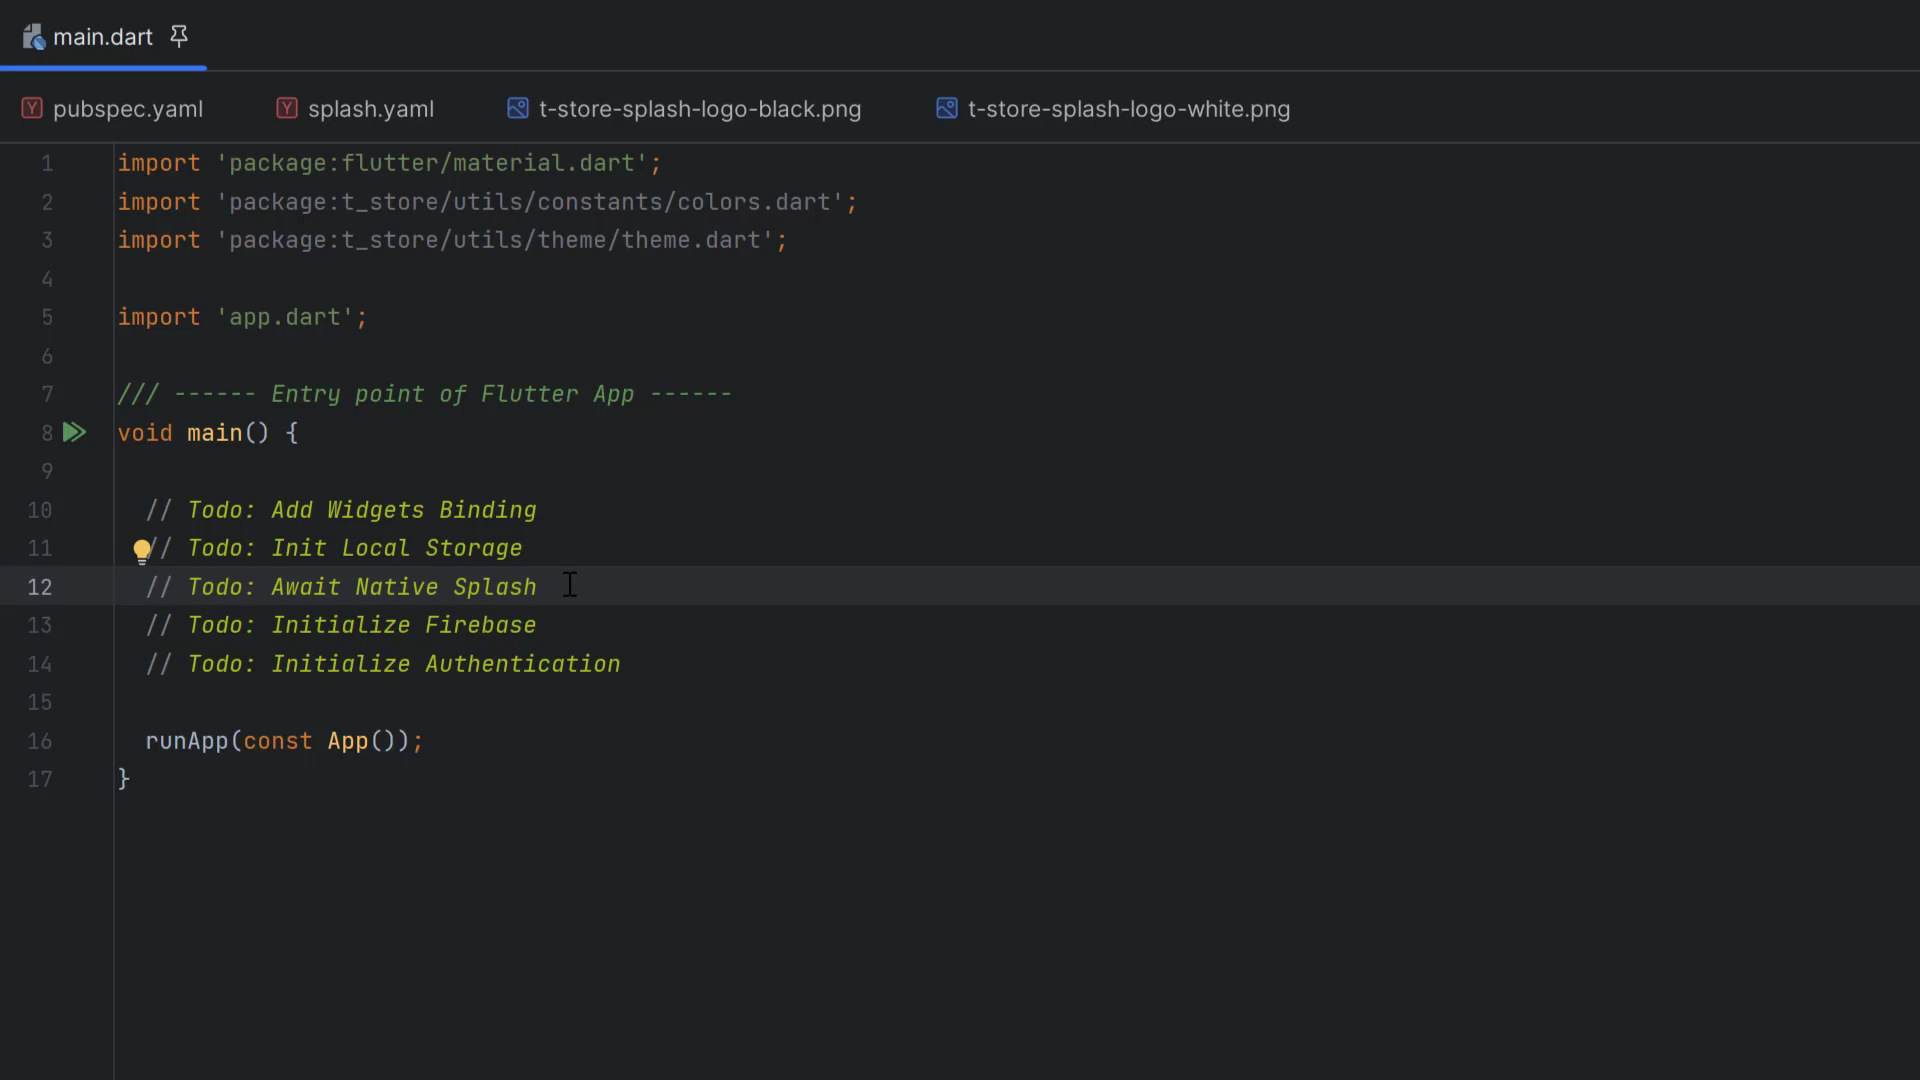 main.dart
pubspec.yaml splash.yaml t-store-splash-logo-black.png t-store-splash-logo-white.png
1 import 'package:flutter/material.dart';
2 import 'package:t_store/utils/constants/colors.dart';
3 import 'package:t_store/utils/theme/theme.dart';
4
5 import 'app.dart';
6
7 /// ------ Entry point of Flutter App ------
8 void main() {
9
10 // Todo: Add Widgets Binding
11 // Todo: Init Local Storage
12 // Todo: Await Native Splash
13 // Todo: Initialize Firebase
14 // Todo: Initialize Authentication
15
16 runApp(const App());
17 }